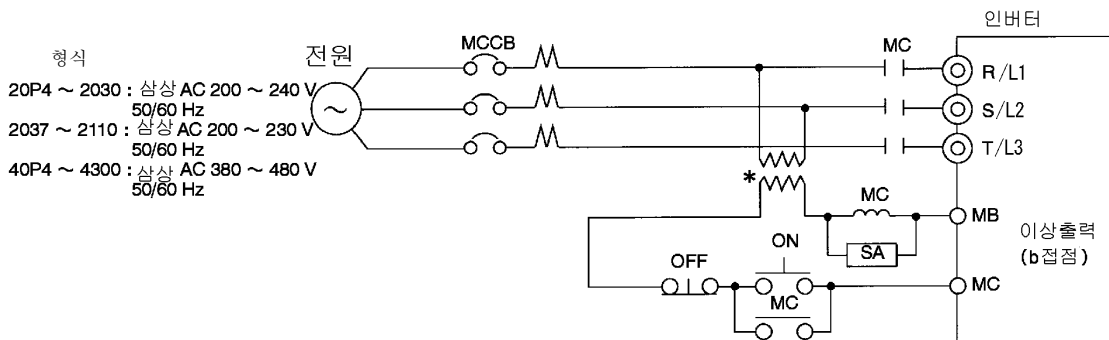 인버터
형식
전원
MCCB
MC
20P4 ~ 2030 : 삼상 AC 200 ~ 240 V
50/60 Hz
2037 ~ 2110 : 삼상 AC 200 ~ 230 V
50/60 Hz
40P4 ~ 4300 : 삼상 AC 380 ~ 480 V
50/60 Hz
~
R/L1
S/L2
T/L3
*
MC
MB
SA
이상출력
(b접점)
ON
OFF
MC
MC